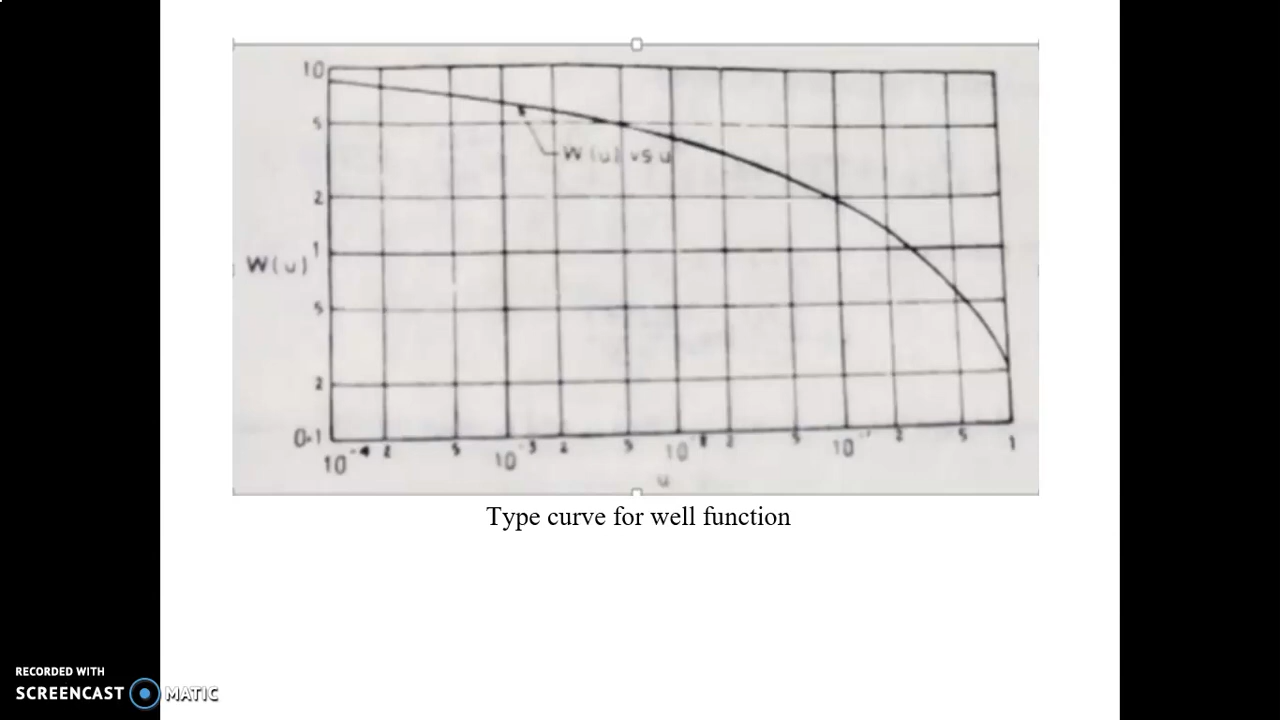 10
5
W(u) vs u
2
1
W(u)
5
2
0.1
10⁻⁴ 2 5 10⁻³ 2 5 10⁻² 2 5 10⁻¹ 2 5 1
u
Type curve for well function
RECORDED WITH
SCREENCAST MATIC